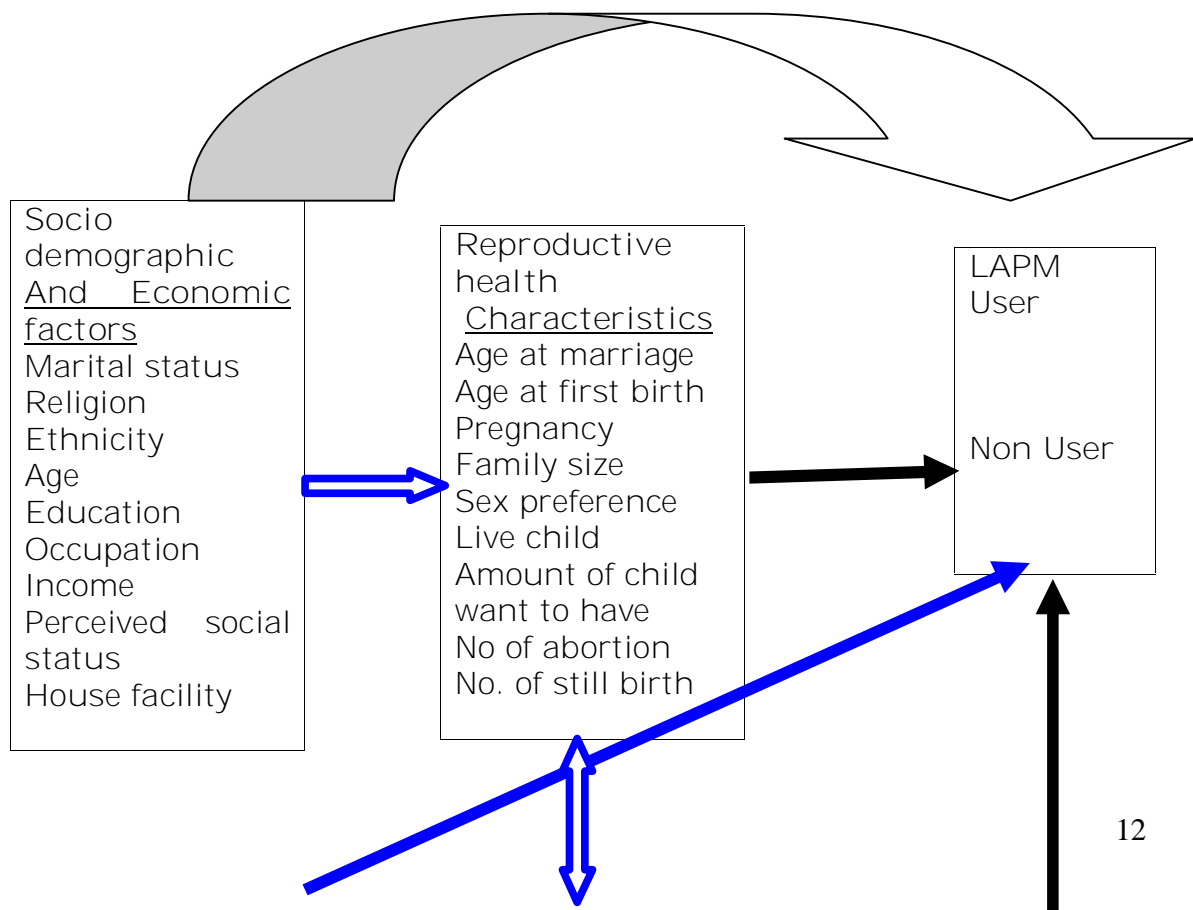 Socio
demographic
And Economic
factors
Marital status
Religion
Ethnicity
Age
Education
Occupation
Income
Perceived social
status
House facility
Reproductive
health
Characteristics
Age at marriage
Age at first birth
Pregnancy
Family size
Sex preference
Live child
Amount of child
want to have
No of abortion
No. of still birth
LAPM
User
Non User
12